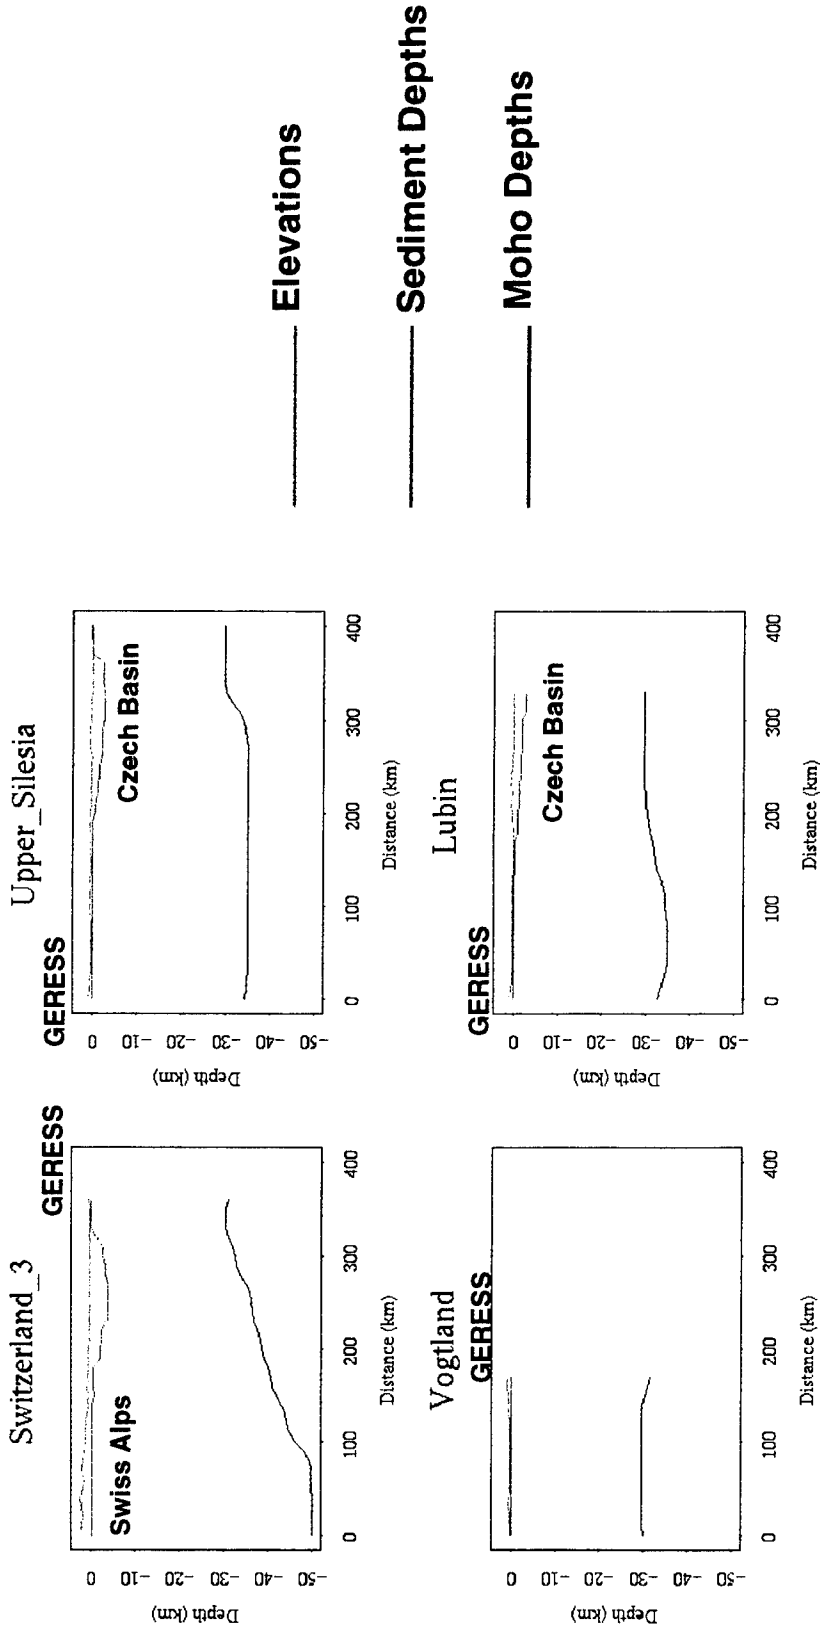 Switzerland_3
GERESS
Depth (km)
0
-10
-20
-30
-40
-50
Swiss Alps
0
100
200
300
400
Distance (km)
Upper_Silesia
GERESS
Depth (km)
0
-10
-20
-30
-40
-50
Czech Basin
0
100
200
300
400
Distance (km)
Vogtland
GERESS
Depth (km)
0
-10
-20
-30
-40
-50
0
100
200
300
400
Distance (km)
Lubin
GERESS
Depth (km)
0
-10
-20
-30
-40
-50
Czech Basin
0
100
200
300
400
Distance (km)
Elevations
Sediment Depths
Moho Depths